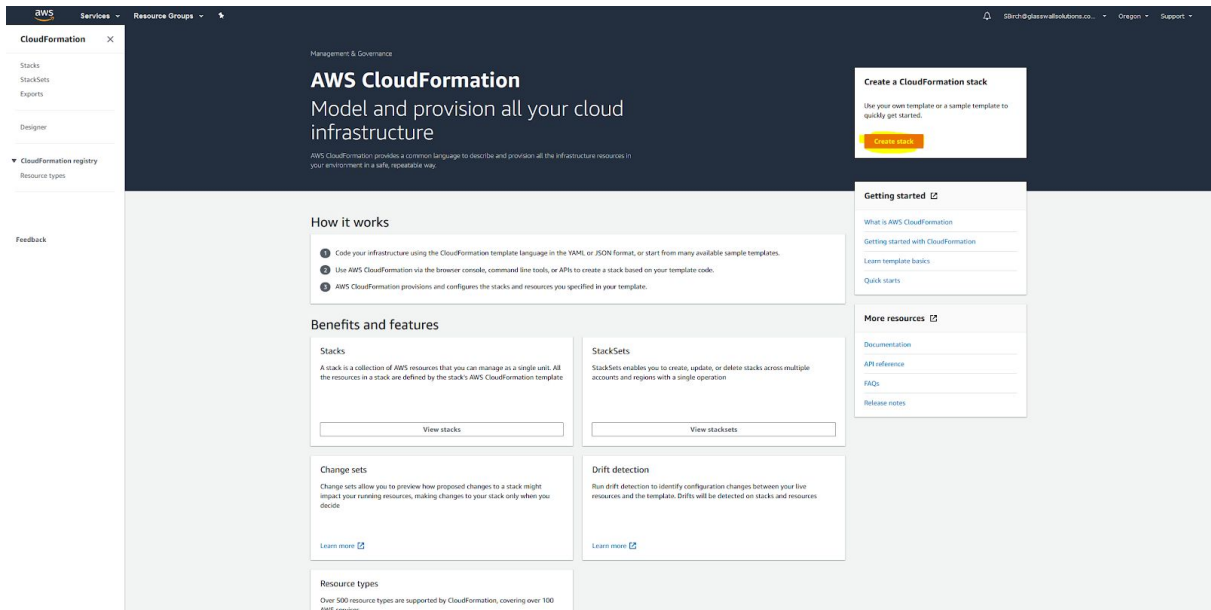 aws
Services
Resource Groups
SBirch@glasswallsolutions.co...
Oregon
Support
CloudFormation
Stacks
StackSets
Exports
Designer
CloudFormation registry
Resource types
Feedback
Management & Governance
AWS CloudFormation
Model and provision all your cloud
infrastructure
AWS CloudFormation provides a common language to describe and provision all the infrastructure resources in
your environment in a safe, repeatable way.
Create a CloudFormation stack
Use your own template or a sample template to
quickly get started.
Create stack
Getting started
What is AWS CloudFormation
Getting started with CloudFormation
Learn template basics
Quick starts
More resources
Documentation
API reference
FAQs
Release notes
How it works
1 Code your infrastructure using the CloudFormation template language in the YAML or JSON format, or start from many available sample templates.
2 Use AWS CloudFormation via the browser console, command line tools, or APIs to create a stack based on your template code.
3 AWS CloudFormation provisions and configures the stacks and resources you specified in your template.
Benefits and features
Stacks
A stack is a collection of AWS resources that you can manage as a single unit. All
the resources in a stack are defined by the stack's AWS CloudFormation template
View stacks
StackSets
StackSets enables you to create, update, or delete stacks across multiple
accounts and regions with a single operation
View stacksets
Change sets
Change sets allow you to preview how proposed changes to a stack might
impact your running resources, making changes to your stack only when you
decide
Learn more
Drift detection
Run drift detection to identify configuration changes between your live
resources and the template. Drifts will be detected on stacks and resources
Learn more
Resource types
Over 500 resource types are supported by CloudFormation, covering over 100
AWS services